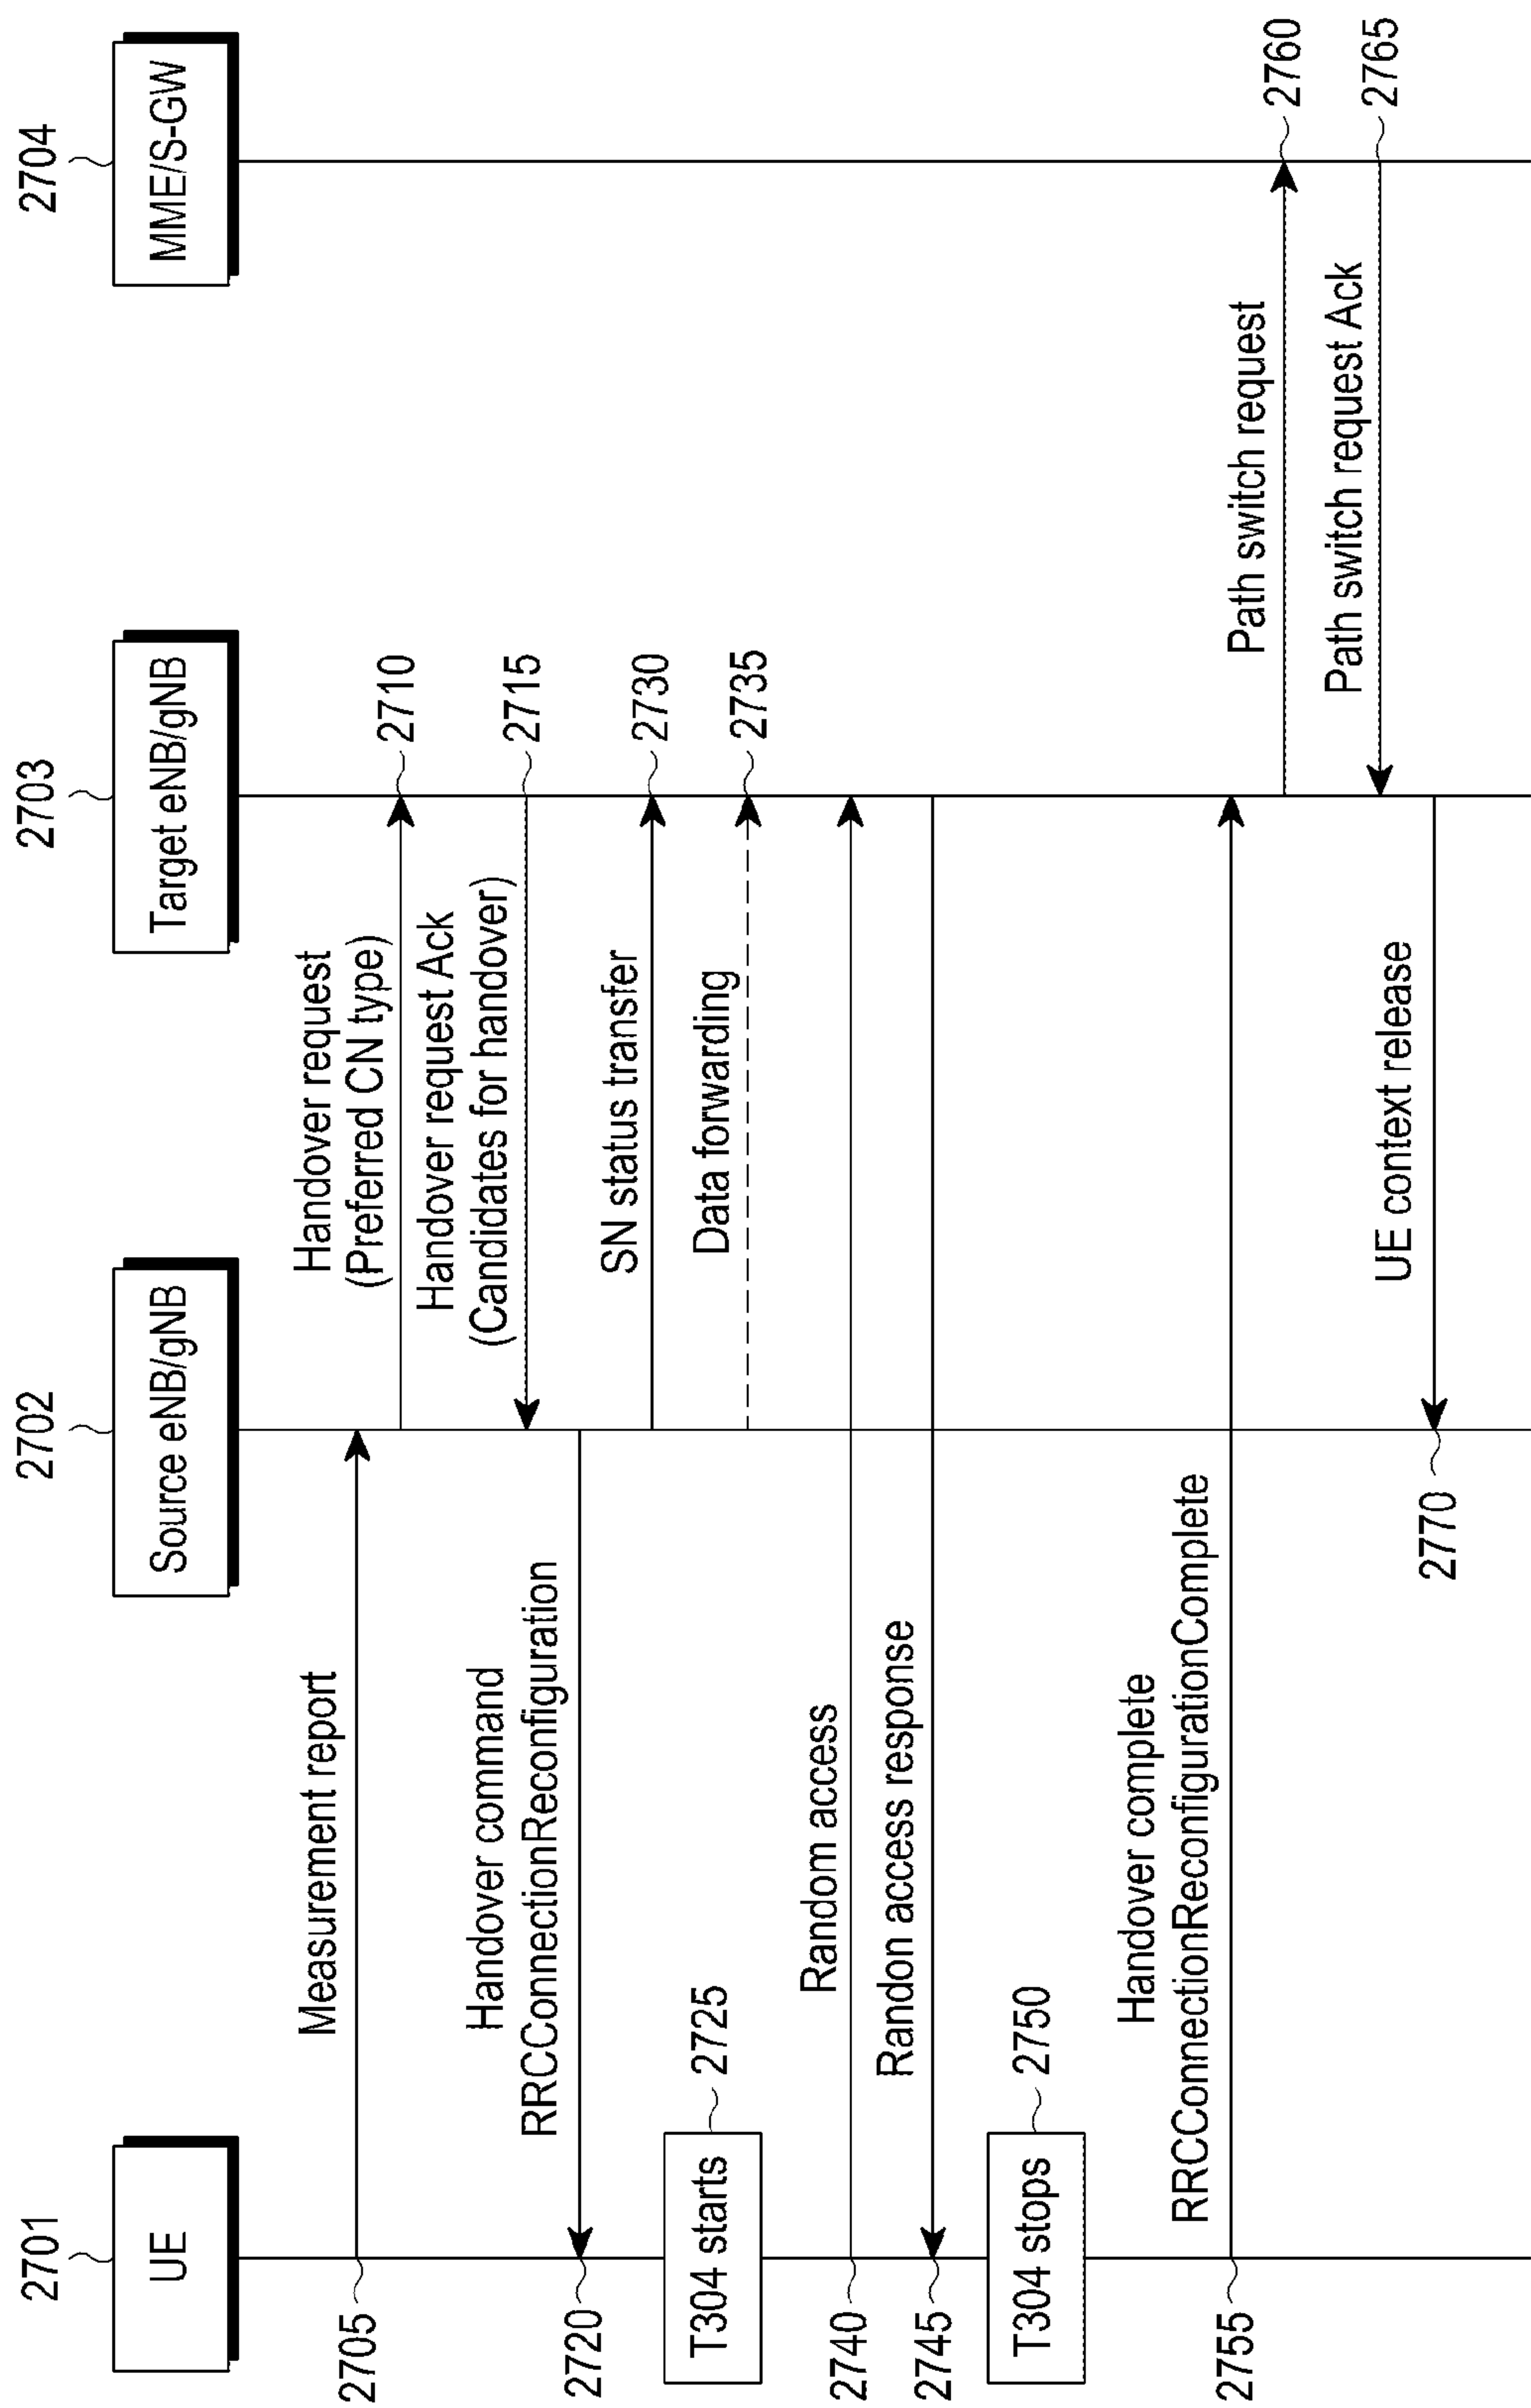 2701
2702
2703
2704
UE
Source eNB/gNB
Target eNB/gNB
MME/S-GW
2705
Measurement report
Handover request
(Preferred CN type)
2710
Handover request Ack
(Candidates for handover)
2715
Handover command
RRCConnectionReconfiguration
2720
T304 starts
2725
SN status transfer
2730
Data forwarding
2735
Random access
2740
Randon access response
2745
T304 stops
2750
Handover complete
RRCConnectionReconfigurationComplete
2755
Path switch request
2760
Path switch request Ack
2765
UE context release
2770